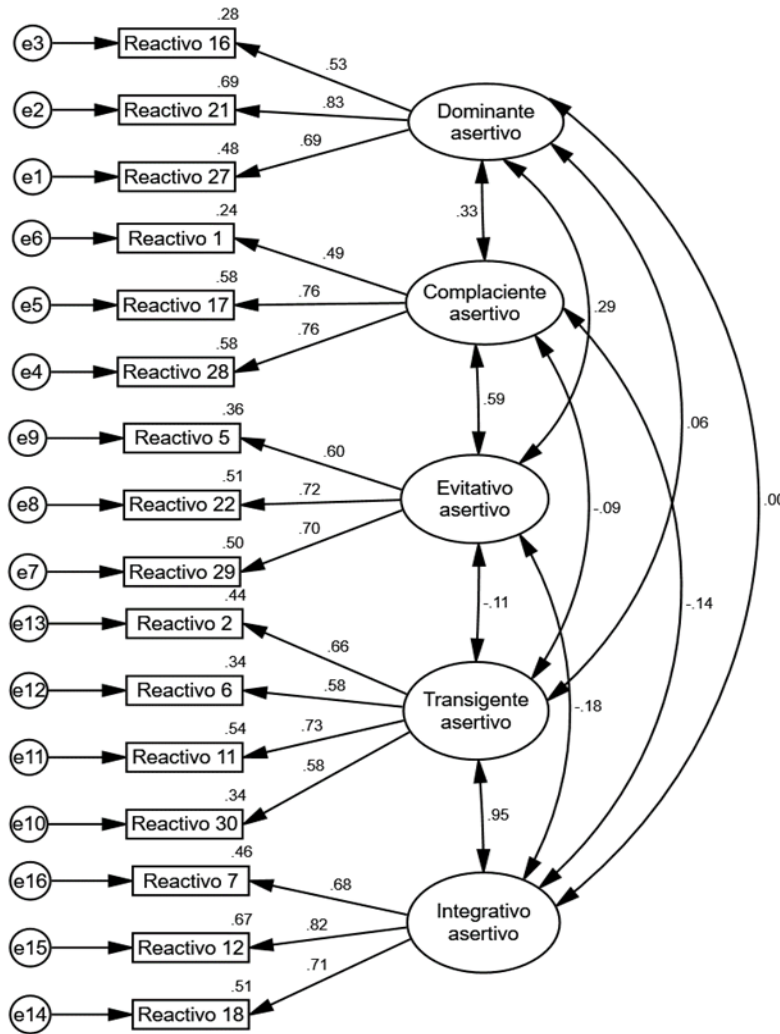 .28
e3 Reactivo 16
.53
.69
e2 Reactivo 21
.83
Dominante
asertivo
.48
e1 Reactivo 27
.69
.24
e6 Reactivo 1
.33
.49
.58
e5 Reactivo 17
.76
Complaciente
asertivo
.29
.58
e4 Reactivo 28
.76
.36
e9 Reactivo 5
.59
.06
.60
.51
e8 Reactivo 22
.72
Evitativo
asertivo
-.09
.00
.50
e7 Reactivo 29
.70
.44
e13 Reactivo 2
-.11
-.14
.66
.34
e12 Reactivo 6
.58
Transigente
asertivo
-.18
.54
e11 Reactivo 11
.73
.34
e10 Reactivo 30
.58
.95
.46
e16 Reactivo 7
.68
.67
e15 Reactivo 12
.82
Integrativo
asertivo
.51
e14 Reactivo 18
.71